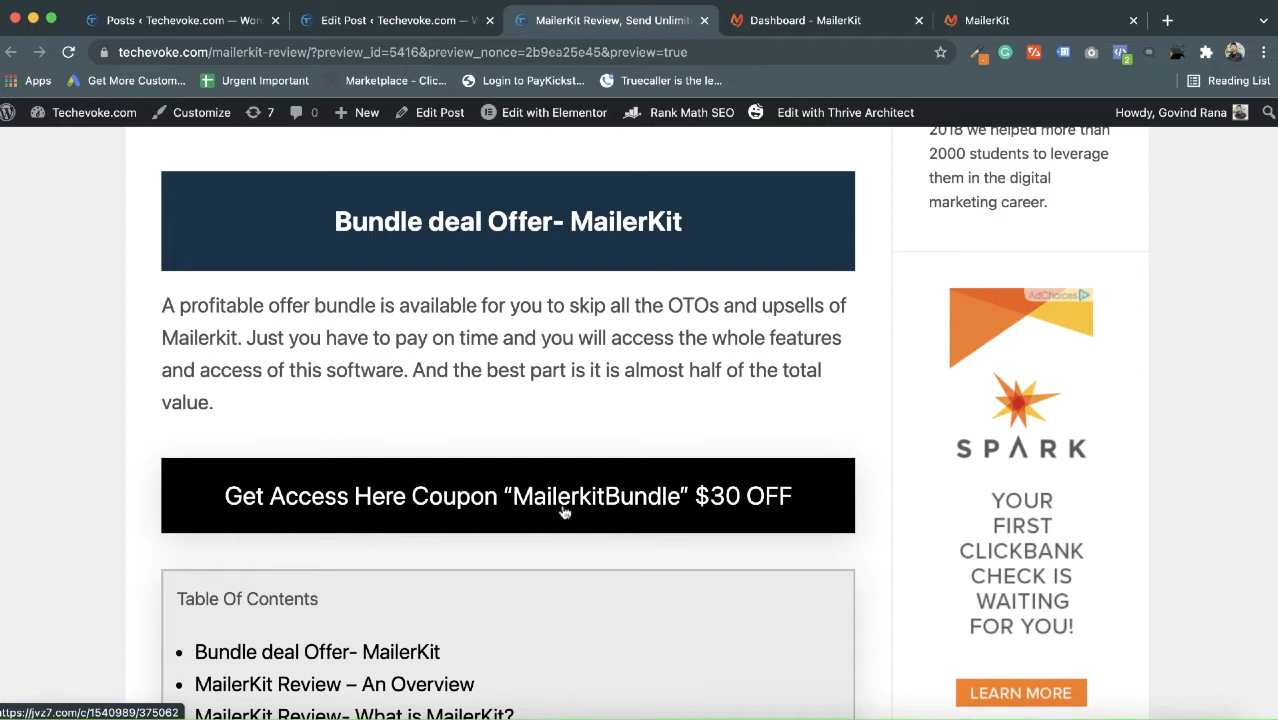 Posts ‹ Techevoke.com — Wor
Edit Post ‹ Techevoke.com — W
MailerKit Review, Send Unlimit
Dashboard - MailerKit
MailerKit
techevoke.com/mailerkit-review/?preview_id=5416&preview_nonce=2b9ea25e45&preview=true
Apps
Get More Custom...
Urgent Important
Marketplace - Clic...
Login to PayKickst...
Truecaller is the le...
Reading List
Techevoke.com
Customize
7
0
New
Edit Post
Edit with Elementor
Rank Math SEO
Edit with Thrive Architect
Howdy, Govind Rana
Bundle deal Offer- MailerKit
A profitable offer bundle is available for you to skip all the OTOs and upsells of
Mailerkit. Just you have to pay on time and you will access the whole features
and access of this software. And the best part is it is almost half of the total
value.
Get Access Here Coupon “MailerkitBundle” $30 OFF
Table Of Contents
• Bundle deal Offer- MailerKit
• MailerKit Review – An Overview
MailerKit Review- What is MailerKit?
2018 we helped more than
2000 students to leverage
them in the digital
marketing career.
AdChoices
SPARK
YOUR
FIRST
CLICKBANK
CHECK IS
WAITING
FOR YOU!
LEARN MORE
https://jvz7.com/c/1540989/375062